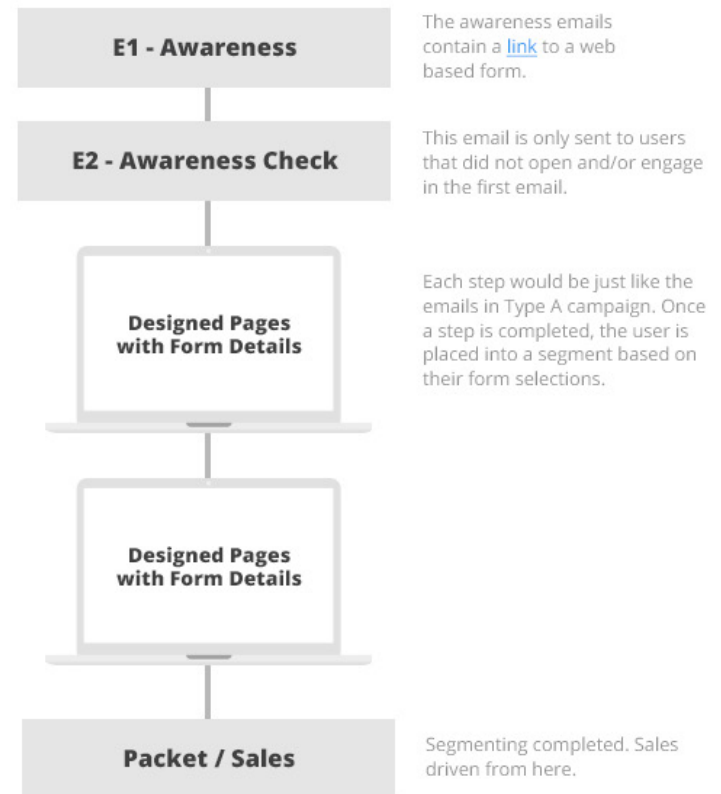 E1 - Awareness
The awareness emails
contain a link to a web
based form.
E2 - Awareness Check
This email is only sent to users
that did not open and/or engage
in the first email.
Designed Pages
with Form Details
Each step would be just like the
emails in Type A campaign. Once
a step is completed, the user is
placed into a segment based on
their form selections.
Designed Pages
with Form Details
Packet / Sales
Segmenting completed. Sales
driven from here.